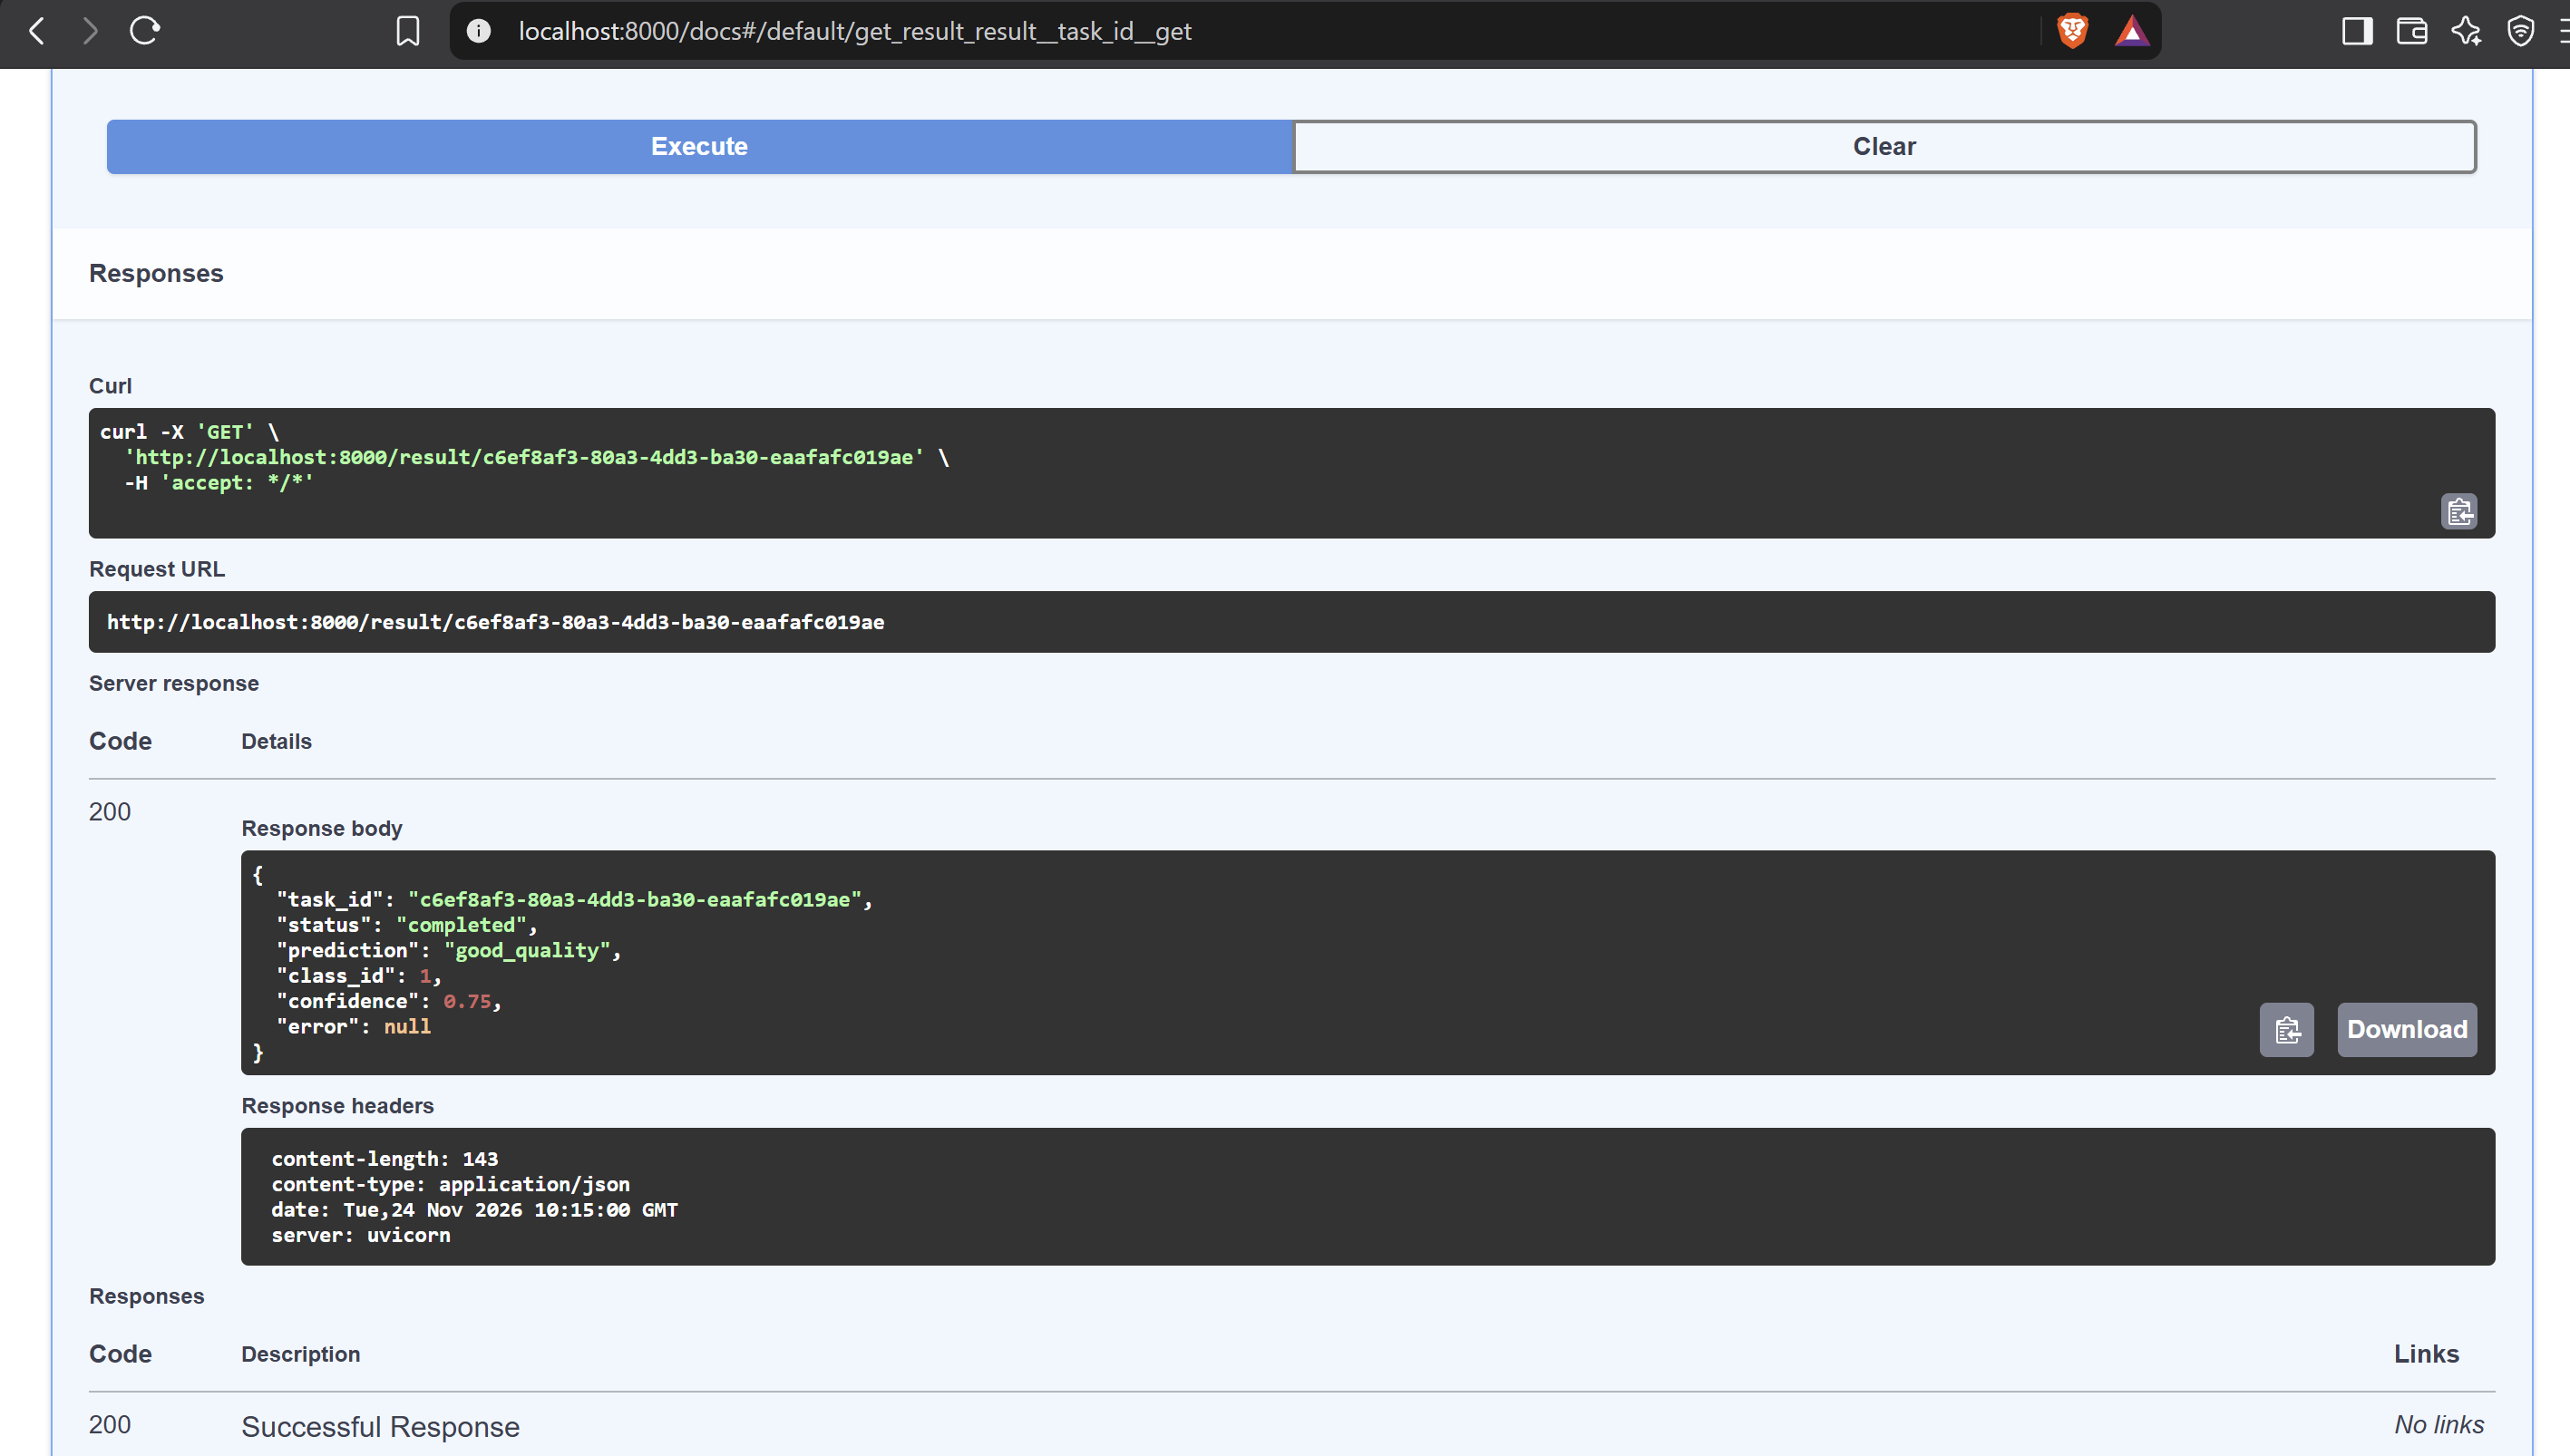 localhost:8000/docs#/default/get_result_result__task_id__get
Execute
Clear
Responses
Curl
curl -X 'GET' \
'http://localhost:8000/result/c6ef8af3-80a3-4dd3-ba30-eaafafc019ae' \
-H 'accept: */*'
Request URL
http://localhost:8000/result/c6ef8af3-80a3-4dd3-ba30-eaafafc019ae
Server response
Code Details
200
Response body
{
"task_id": "c6ef8af3-80a3-4dd3-ba30-eaafafc019ae",
"status": "completed",
"prediction": "good_quality",
"class_id": 1,
"confidence": 0.75,
"error": null
}
Download
Response headers
content-length: 143
content-type: application/json
date: Tue,24 Nov 2026 10:15:00 GMT
server: uvicorn
Responses
Code Description Links
200 Successful Response No links